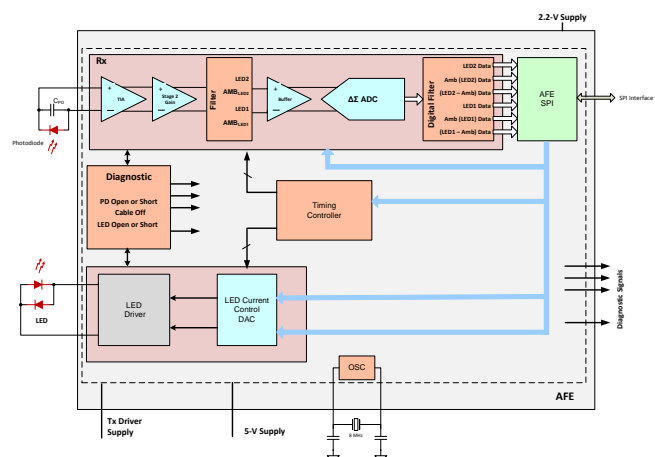 2.2-V Supply
Rx
CPD
Photodiode
TIA
Stage 2
Gain
Filter
LED2
AMBLED2
LED1
AMBLED1
Buffer
ΔΣ ADC
Digital Filter
LED2 Data
Amb (LED2) Data
(LED2 – Amb) Data
LED1 Data
Amb (LED1) Data
(LED1 – Amb) Data
AFE
SPI
SPI Interface
Diagnostic
PD Open or Short
Cable Off
LED Open or Short
Timing
Controller
LED
LED
Driver
LED Current
Control
DAC
Diagnostic Signals
OSC
AFE
Tx Driver
Supply
5-V Supply
8 MHz